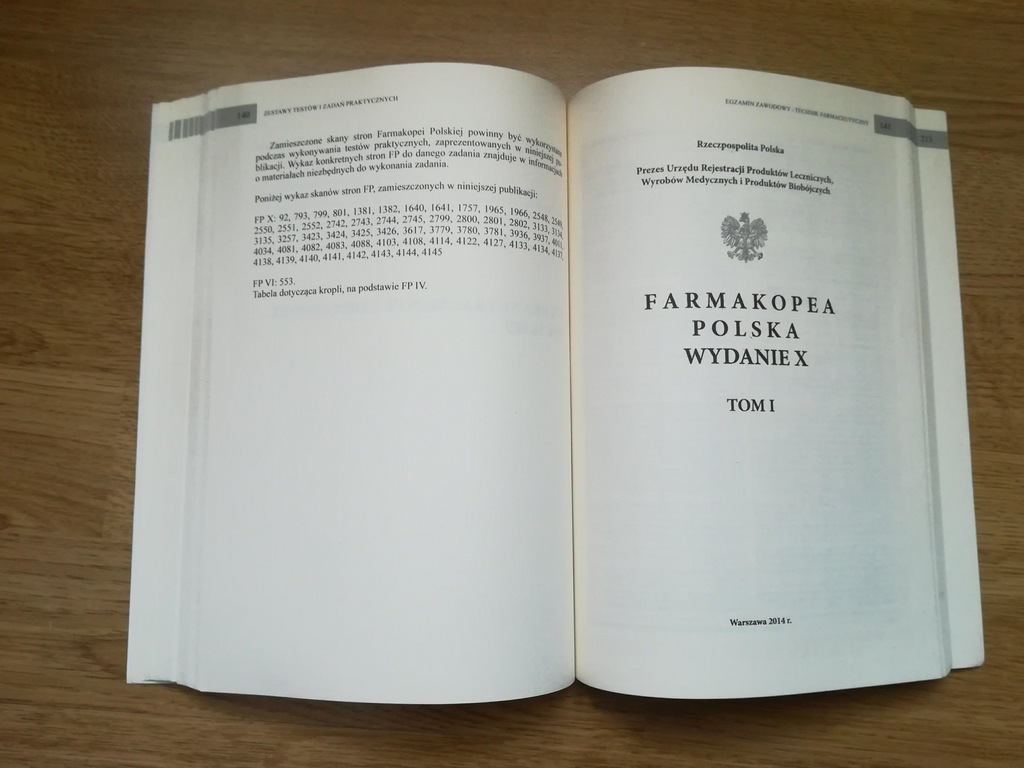 140
ZESTAWY TESTÓW I ZADAŃ PRAKTYCZNYCH
Zamieszczone skany stron Farmakopei Polskiej powinny być wykorzystane
podczas wykonywania testów praktycznych, zaprezentowanych w niniejszej pu-
blikacji. Wykaz konkretnych stron FP do danego zadania znajduje w informacjach
o materiałach niezbędnych do wykonania zadania.
Poniżej wykaz skanów stron FP, zamieszczonych w niniejszej publikacji:
FP X: 92, 793, 799, 801, 1381, 1382, 1640, 1641, 1757, 1965, 1966, 2548, 2549,
2550, 2551, 2552, 2742, 2743, 2744, 2745, 2799, 2800, 2801, 2802, 3133, 3134,
3135, 3257, 3423, 3424, 3425, 3426, 3617, 3779, 3780, 3781, 3936, 3937,
4034, 4081, 4082, 4083, 4088, 4103, 4108, 4114, 4122, 4127, 4133, 4134, 4137,
4138, 4139, 4140, 4141, 4142, 4143, 4144, 4145
FP VI: 553.
Tabela dotycząca kropli, na podstawie FP IV.
EGZAMIN ZAWODOWY - TECHNIK FARMACEUTYCZNY
141
215
Rzeczpospolita Polska
Prezes Urzędu Rejestracji Produktów Leczniczych,
Wyrobów Medycznych i Produktów Biobójczych
FARMAKOPEA
POLSKA
WYDANIE X
TOM I
Warszawa 2014 r.